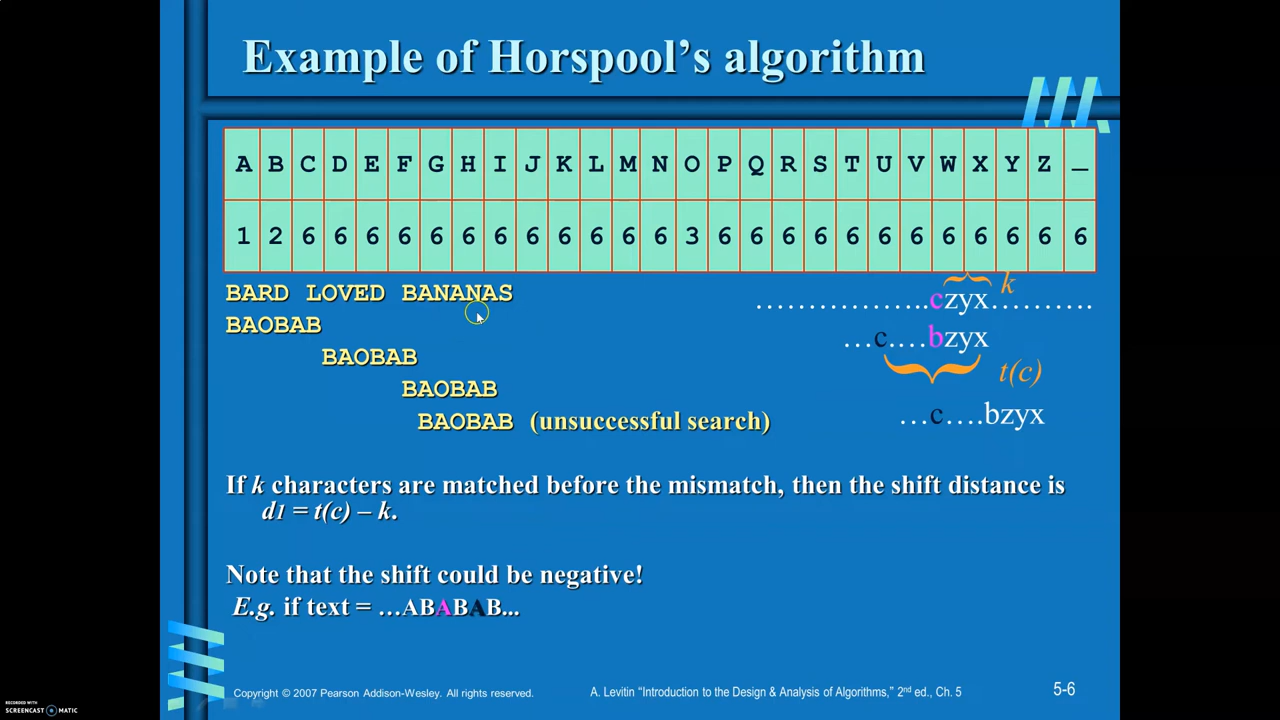 Example of Horspool's algorithm
A B C D E F G H I J K L M N O P Q R S T U V W X Y Z _
1 2 6 6 6 6 6 6 6 6 6 6 6 6 3 6 6 6 6 6 6 6 6 6 6 6 6
BARD LOVED BANANAS
BAOBAB
BAOBAB
BAOBAB
BAOBAB (unsuccessful search)
k
………………..czyx……….
…c….bzyx
t(c)
…c….bzyx
If k characters are matched before the mismatch, then the shift distance is
d1 = t(c) – k.
Note that the shift could be negative!
E.g. if text = …ABABAB...
Copyright © 2007 Pearson Addison-Wesley. All rights reserved.
A. Levitin “Introduction to the Design & Analysis of Algorithms,” 2nd ed., Ch. 5
5-6
RECORDED WITH
SCREENCAST MATIC